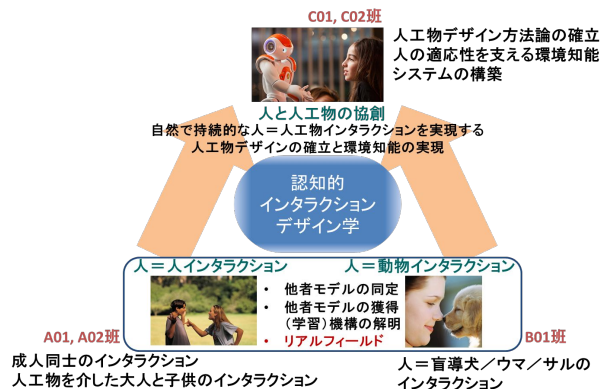 C01, C02班
人工物デザイン方法論の確立
人の適応性を支える環境知能
システムの構築
人と人工物の協創
自然で持続的な人＝人工物インタラクションを実現する
人工物デザインの確立と環境知能の実現
認知的
インタラクション
デザイン学
人＝人インタラクション
人＝動物インタラクション
• 他者モデルの同定
• 他者モデルの獲得
（学習）機構の解明
• リアルフィールド
A01, A02班
成人同士のインタラクション
人工物を介した大人と子供のインタラクション
B01班
人＝盲導犬／ウマ／サルの
インタラクション